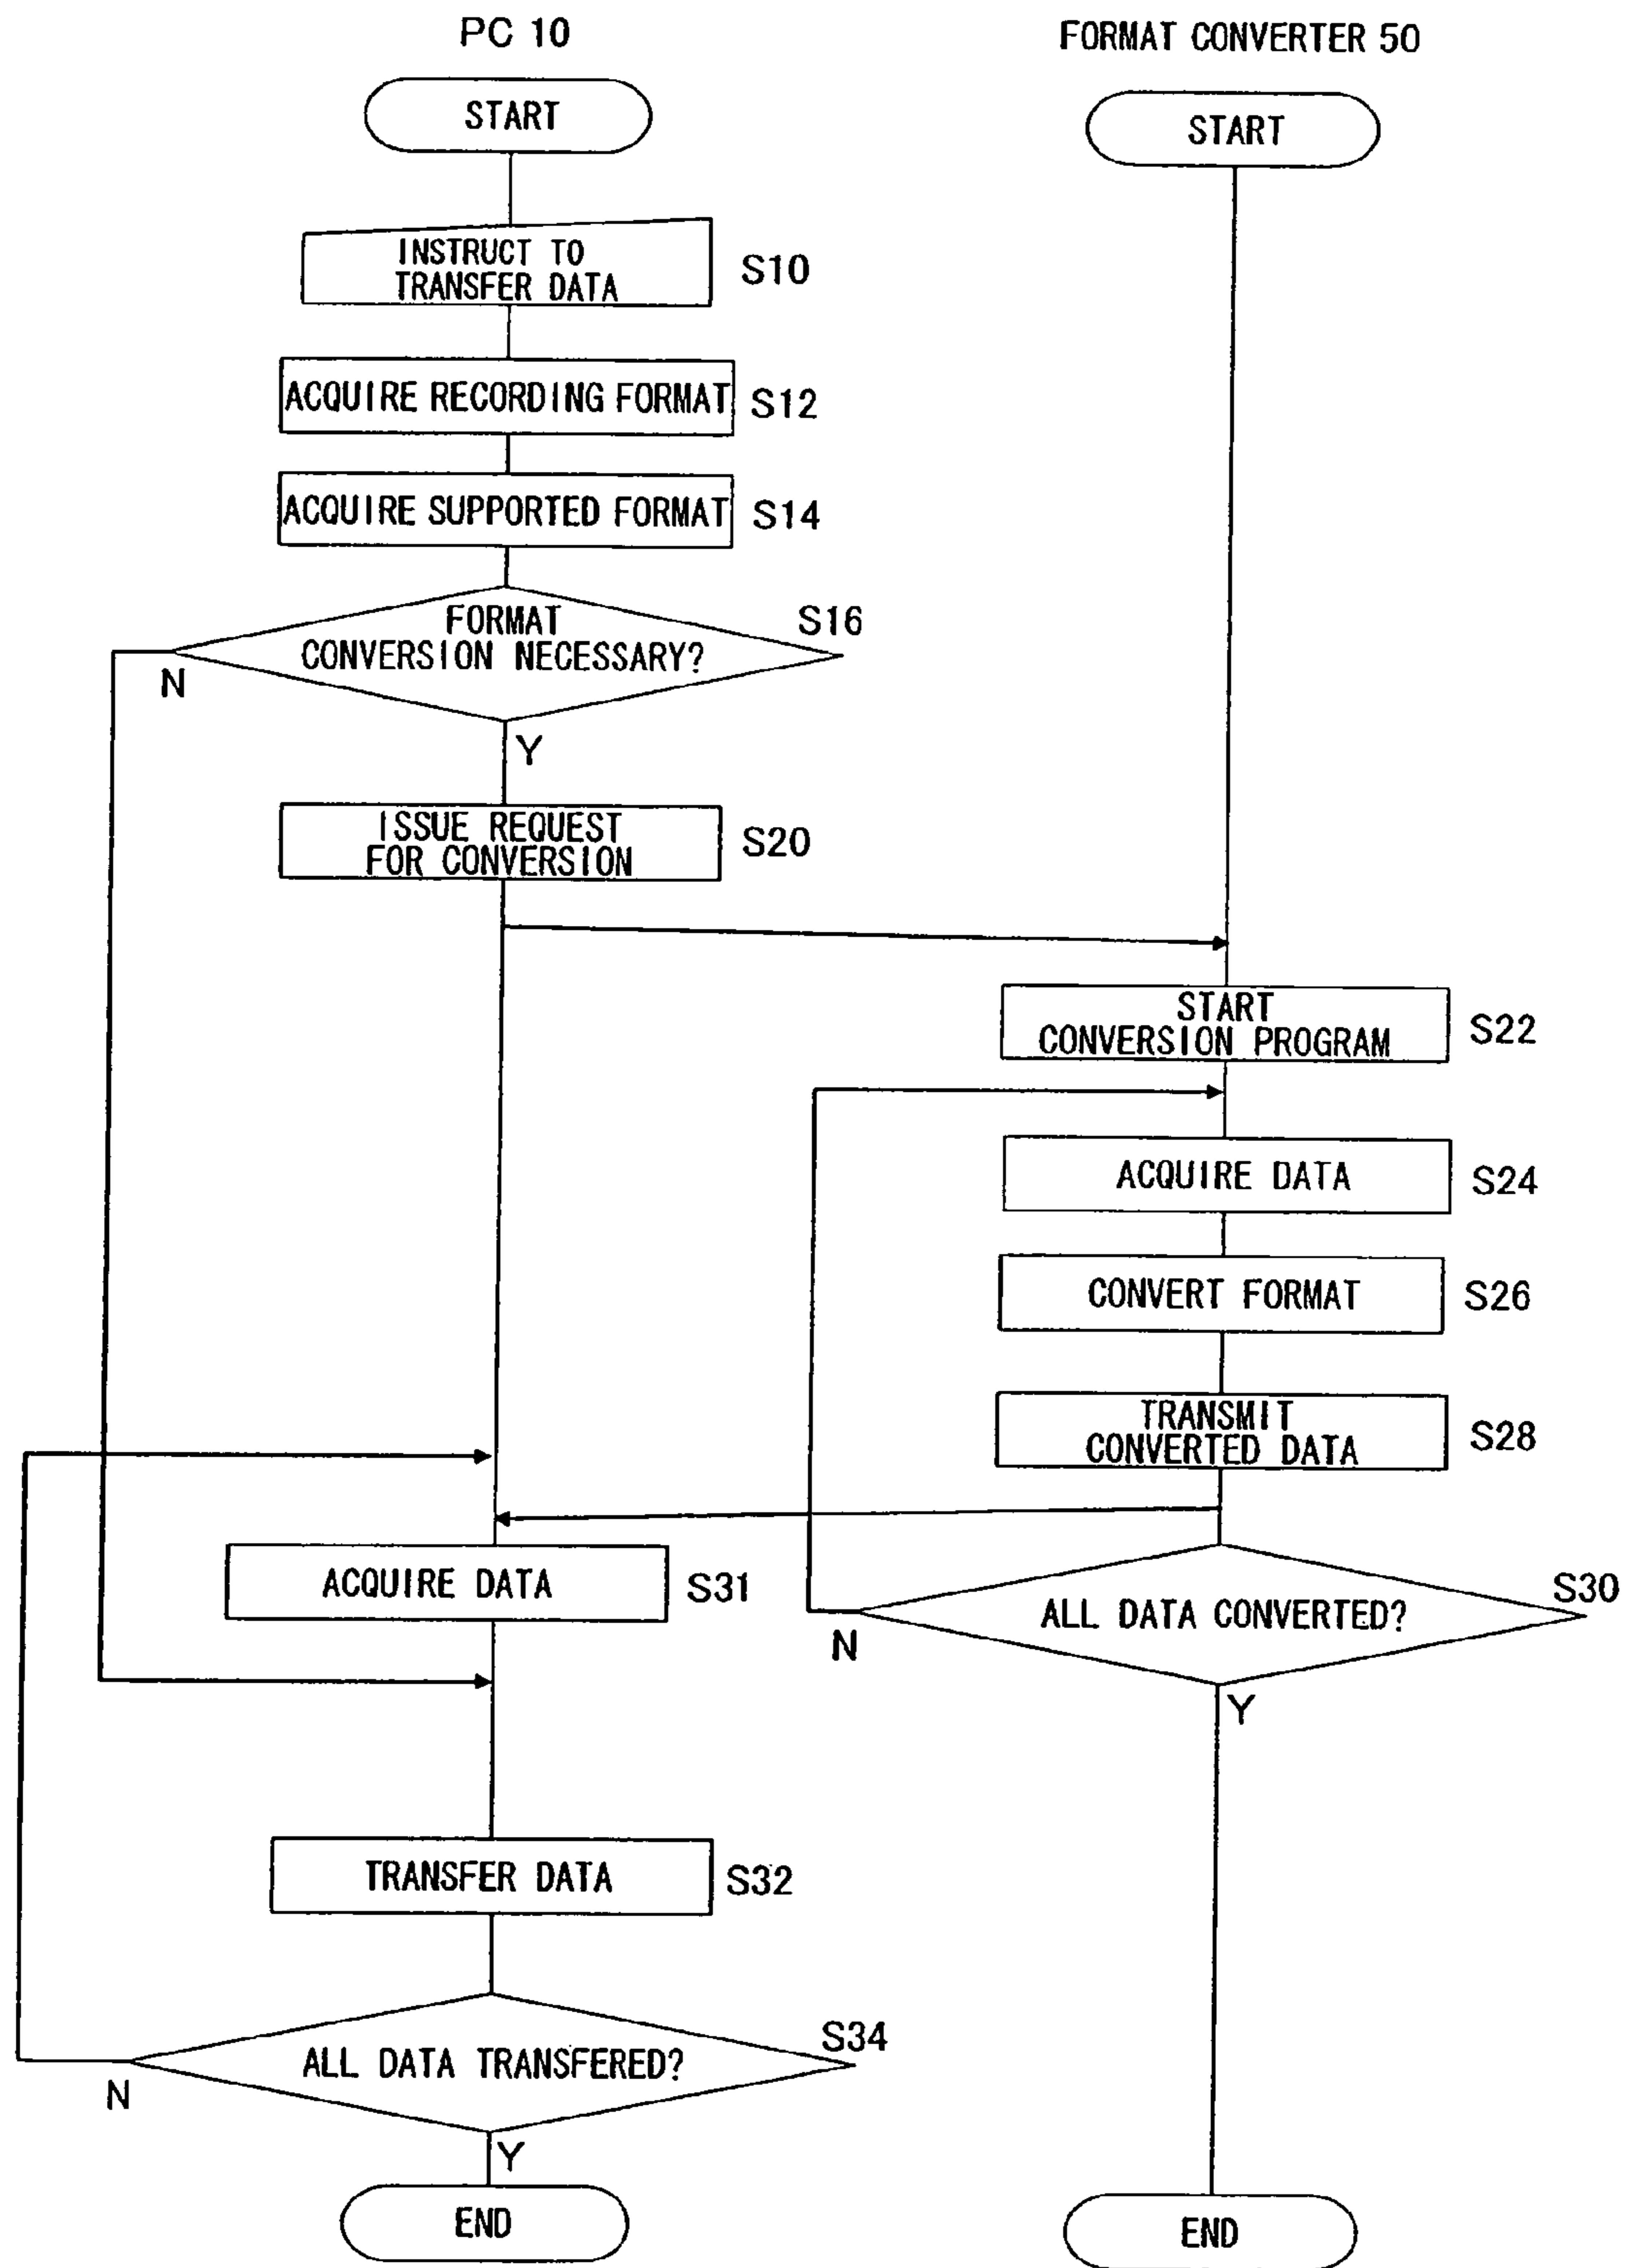 PC 10
START
INSTRUCT TO
TRANSFER DATA
S10
ACQUIRE RECORDING FORMAT
S12
ACQUIRE SUPPORTED FORMAT
S14
FORMAT
CONVERSION NECESSARY?
S16
N
Y
ISSUE REQUEST
FOR CONVERSION
S20
FORMAT CONVERTER 50
START
START
CONVERSION PROGRAM
S22
ACQUIRE DATA
S24
CONVERT FORMAT
S26
TRANSMIT
CONVERTED DATA
S28
ALL DATA CONVERTED?
S30
N
Y
END
ACQUIRE DATA
S31
TRANSFER DATA
S32
ALL DATA TRANSFERED?
S34
N
Y
END